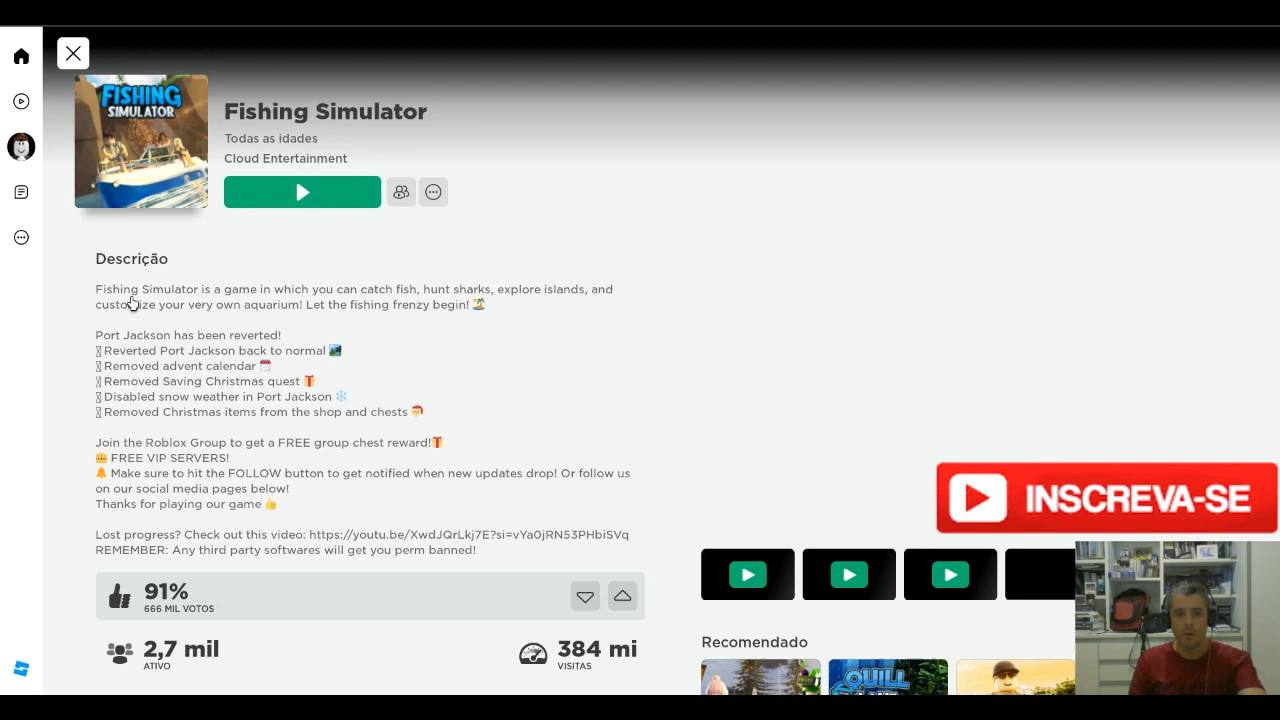 FISHING
SIMULATOR
Fishing Simulator
Todas as idades
Cloud Entertainment
Descrição
Fishing Simulator is a game in which you can catch fish, hunt sharks, explore islands, and
customize your very own aquarium! Let the fishing frenzy begin! 🏝️
Port Jackson has been reverted!
Reverted Port Jackson back to normal 🏞️
Removed advent calendar 🗓️
Removed Saving Christmas quest 🎁
Disabled snow weather in Port Jackson ❄️
Removed Christmas items from the shop and chests 🎅
Join the Roblox Group to get a FREE group chest reward!🎁
👑 FREE VIP SERVERS!
🔔 Make sure to hit the FOLLOW button to get notified when new updates drop! Or follow us
on our social media pages below!
Thanks for playing our game 👍
Lost progress? Check out this video: https://youtu.be/XwdJQrLkj7E?si=vYa0jRN53PHbiSVq
REMEMBER: Any third party softwares will get you perm banned!
91%
666 MIL VOTOS
2,7 mil
ATIVO
384 mi
VISITAS
INSCREVA-SE
Recomendado
QUILL